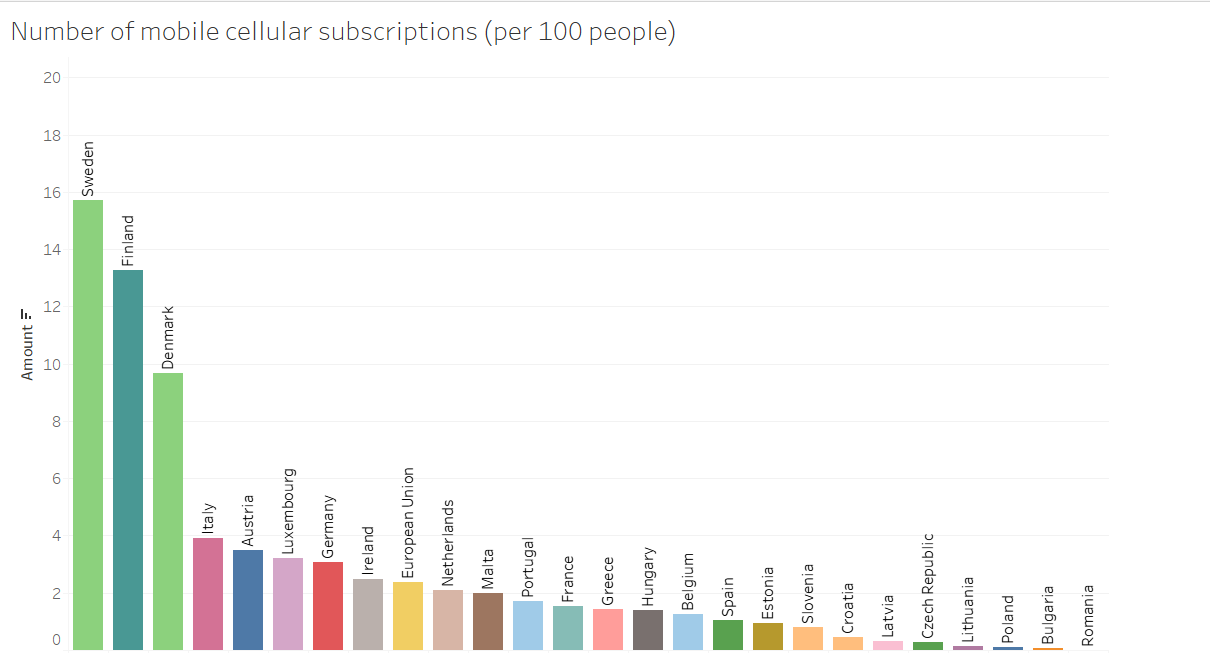 Number of mobile cellular subscriptions (per 100 people)
20
18
16
14
12
10
8
6
4
2
0
Amount
Sweden
Finland
Denmark
Italy
Austria
Luxembourg
Germany
Ireland
European Union
Netherlands
Malta
Portugal
France
Greece
Hungary
Belgium
Spain
Estonia
Slovenia
Croatia
Latvia
Czech Republic
Lithuania
Poland
Bulgaria
Romania